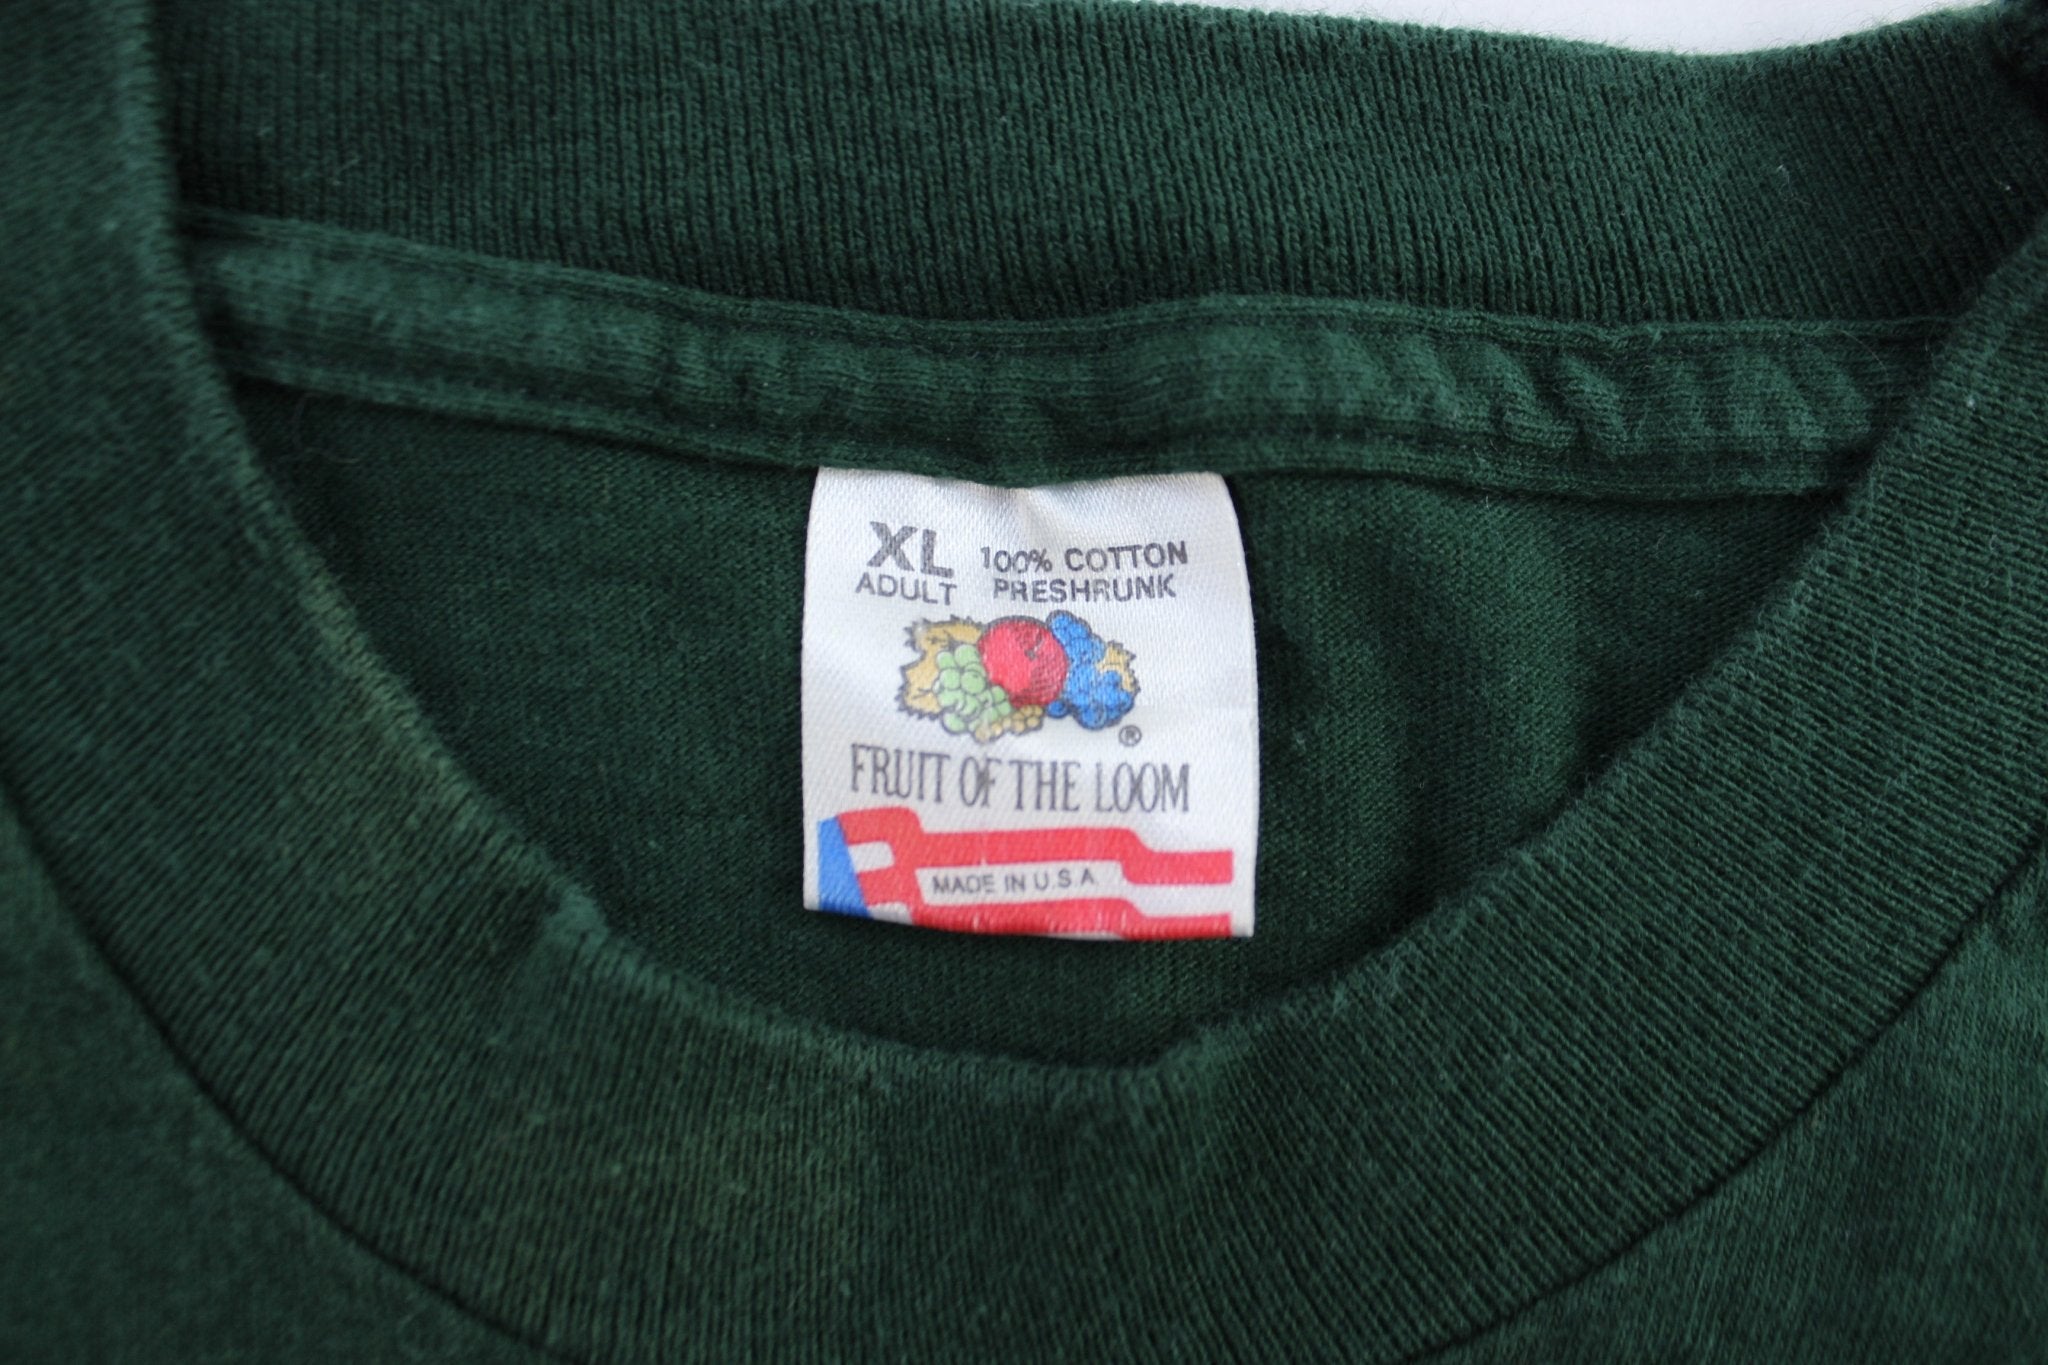 XL 100% COTTON
ADULT PRESHRUNK
®
FRUIT OF THE LOOM
MADE IN U.S.A.